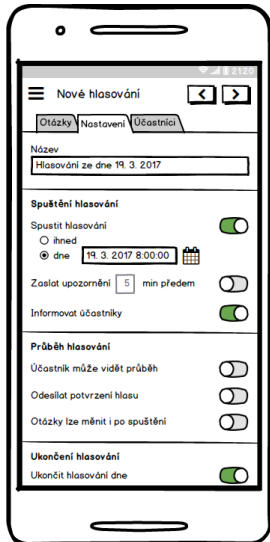 2120
Nové hlasování
Otázky Nastavení Účastníci
Název
Hlasování ze dne 19. 3. 2017
Spuštění hlasování
Spustit hlasování
ihned
dne 19. 3. 2017 8:00:00
Zaslat upozornění 5 min předem
Informovat účastníky
Průběh hlasování
Účastník může vidět průběh
Odesílat potvrzení hlasu
Otázky lze měnit i po spuštění
Ukončení hlasování
Ukončit hlasování dne